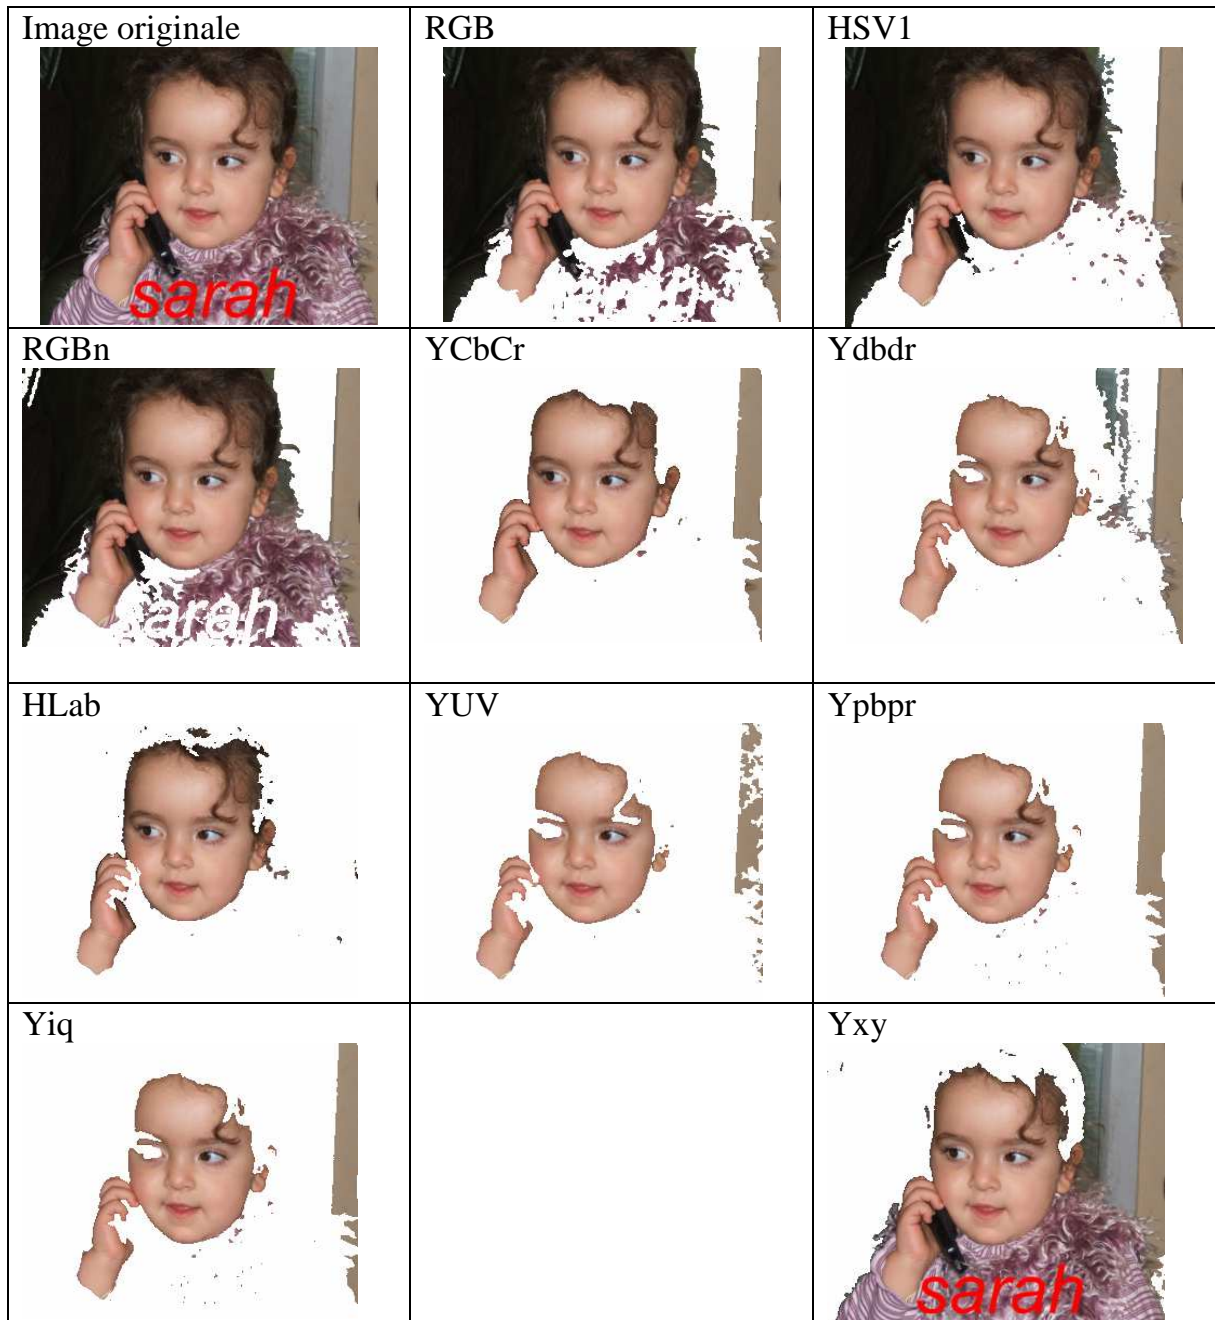 Image originale
RGB
HSV1
sarah
RGBn
YCbCr
Ydbdr
sarah
HLab
YUV
Ypbpr
Yiq
Yxy
sarah